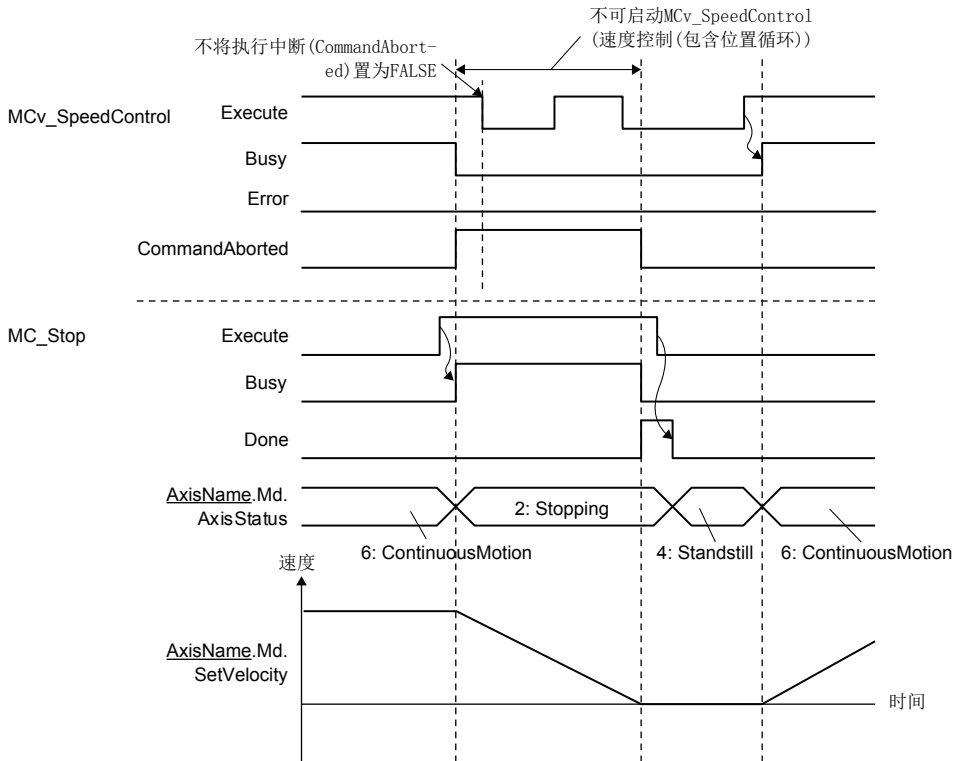 不可启动MCv_SpeedControl
(速度控制(包含位置循环))
不将执行中断(CommandAbort-
ed)置为FALSE
MCv_SpeedControl
Execute
Busy
Error
CommandAborted
MC_Stop
Execute
Busy
Done
AxisName.Md.
AxisStatus
2: Stopping
6: ContinuousMotion
4: Standstill
6: ContinuousMotion
速度
AxisName.Md.
SetVelocity
时间